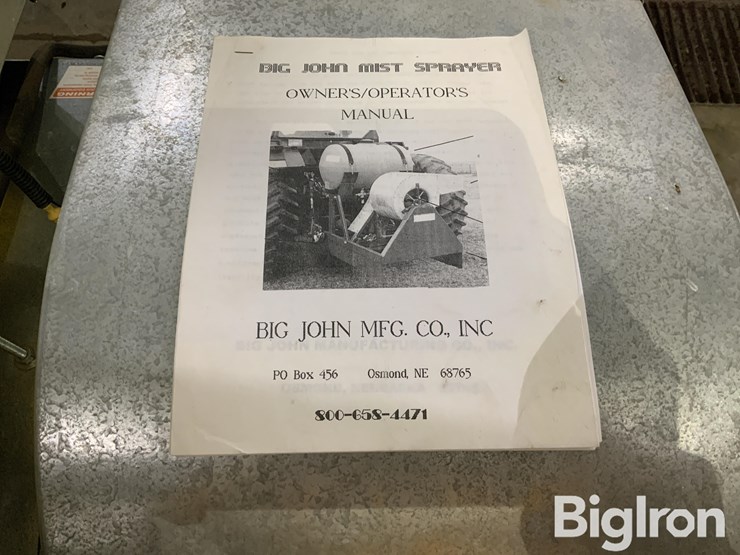 BIG JOHN MIST SPRAYER
OWNER'S/OPERATOR'S
MANUAL
BIG JOHN MFG. CO., INC
PO Box 456 Osmond, NE 68765
800-658-4471
BigIron